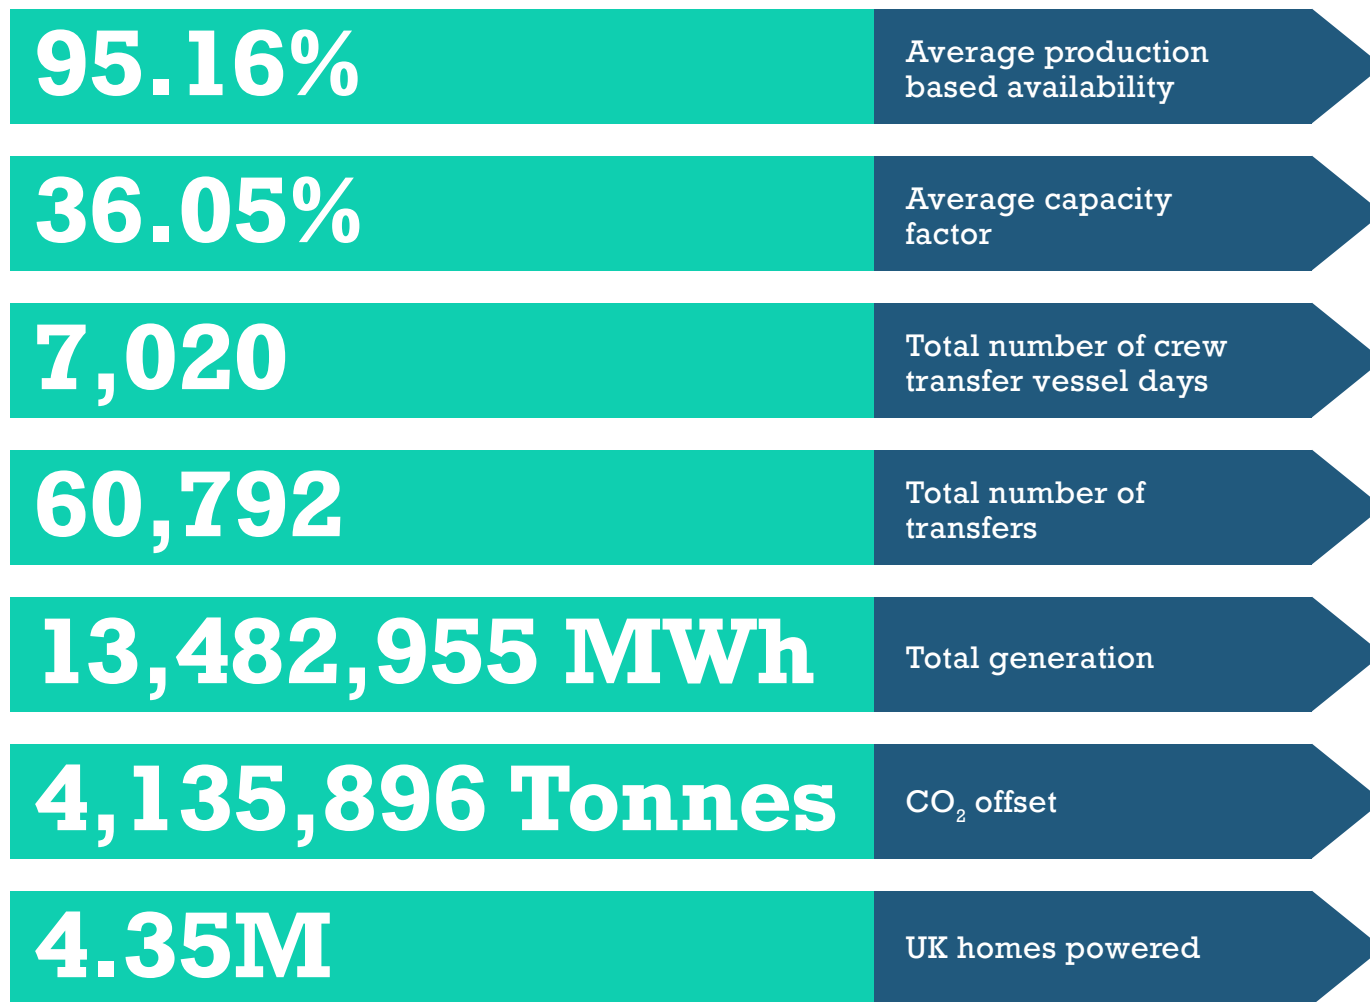 95.16%
Average production
based availability
36.05%
Average capacity
factor
7,020
Total number of crew
transfer vessel days
60,792
Total number of
transfers
13,482,955 MWh
Total generation
4,135,896 Tonnes
CO₂ offset
4.35M
UK homes powered